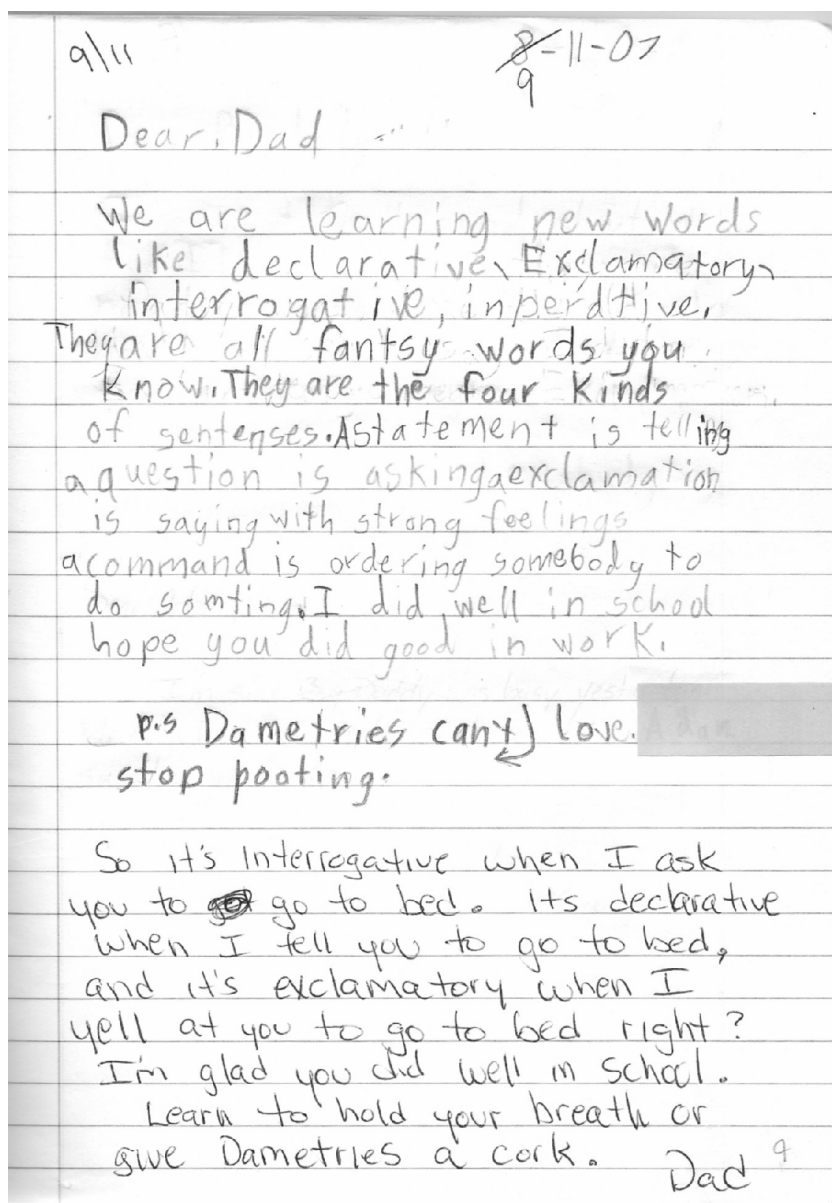 9/11 8-11-07
9
Dear. Dad
We are learning new words
like declarative, Exclamatory,
interrogative, inperdtive.
They are all fantsy words you
know. They are the four kinds
of sentenses. A statement is telling
a question is asking a exclamation
is saying with strong feelings
a command is ordering somebody to
do somting. I did well in school
hope you did good in work.
p.s Dametries can't love.
stop pooting.
So it's Interrogative when I ask
you to go to bed. Its declarative
when I tell you to go to bed,
and it's exclamatory when I
yell at you to go to bed right?
I'm glad you did well in School.
Learn to hold your breath or
give Dametries a cork.
Dad